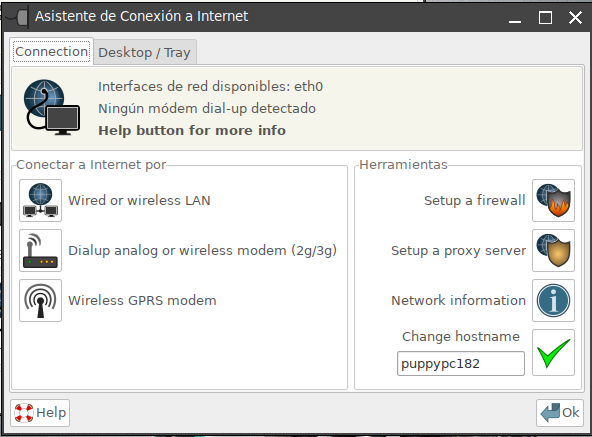 Asistente de Conexión a Internet
Connection
Desktop / Tray
Interfaces de red disponibles: eth0
Ningún módem dial-up detectado
Help button for more info
Conectar a Internet por
Wired or wireless LAN
Dialup analog or wireless modem (2g/3g)
Wireless GPRS modem
Herramientas
Setup a firewall
Setup a proxy server
Network information
Change hostname
puppypc182
Help
Ok